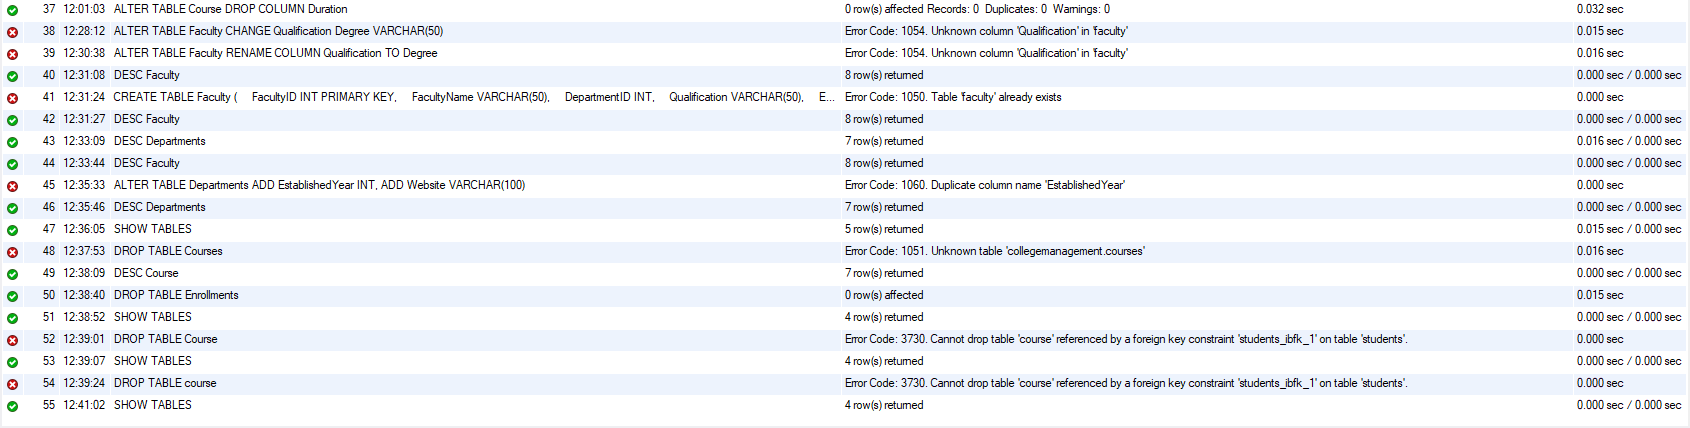 37 12:01:03 ALTER TABLE Course DROP COLUMN Duration 0 row(s) affected Records: 0 Duplicates: 0 Warnings: 0 0.032 sec
38 12:28:12 ALTER TABLE Faculty CHANGE Qualification Degree VARCHAR(50) Error Code: 1054. Unknown column 'Qualification' in 'faculty' 0.015 sec
39 12:30:38 ALTER TABLE Faculty RENAME COLUMN Qualification TO Degree Error Code: 1054. Unknown column 'Qualification' in 'faculty' 0.016 sec
40 12:31:08 DESC Faculty 8 row(s) returned 0.000 sec / 0.000 sec
41 12:31:24 CREATE TABLE Faculty ( FacultyID INT PRIMARY KEY, FacultyName VARCHAR(50), DepartmentID INT, Qualification VARCHAR(50), E... Error Code: 1050. Table 'faculty' already exists 0.000 sec
42 12:31:27 DESC Faculty 8 row(s) returned 0.000 sec / 0.000 sec
43 12:33:09 DESC Departments 7 row(s) returned 0.016 sec / 0.000 sec
44 12:33:44 DESC Faculty 8 row(s) returned 0.000 sec / 0.000 sec
45 12:35:33 ALTER TABLE Departments ADD EstablishedYear INT, ADD Website VARCHAR(100) Error Code: 1060. Duplicate column name 'EstablishedYear' 0.000 sec
46 12:35:46 DESC Departments 7 row(s) returned 0.000 sec / 0.000 sec
47 12:36:05 SHOW TABLES 5 row(s) returned 0.015 sec / 0.000 sec
48 12:37:53 DROP TABLE Courses Error Code: 1051. Unknown table 'collegemanagement.courses' 0.016 sec
49 12:38:09 DESC Course 7 row(s) returned 0.000 sec / 0.000 sec
50 12:38:40 DROP TABLE Enrollments 0 row(s) affected 0.015 sec
51 12:38:52 SHOW TABLES 4 row(s) returned 0.000 sec / 0.000 sec
52 12:39:01 DROP TABLE Course Error Code: 3730. Cannot drop table 'course' referenced by a foreign key constraint 'students_ibfk_1' on table 'students'. 0.000 sec
53 12:39:07 SHOW TABLES 4 row(s) returned 0.000 sec / 0.000 sec
54 12:39:24 DROP TABLE course Error Code: 3730. Cannot drop table 'course' referenced by a foreign key constraint 'students_ibfk_1' on table 'students'. 0.000 sec
55 12:41:02 SHOW TABLES 4 row(s) returned 0.000 sec / 0.000 sec